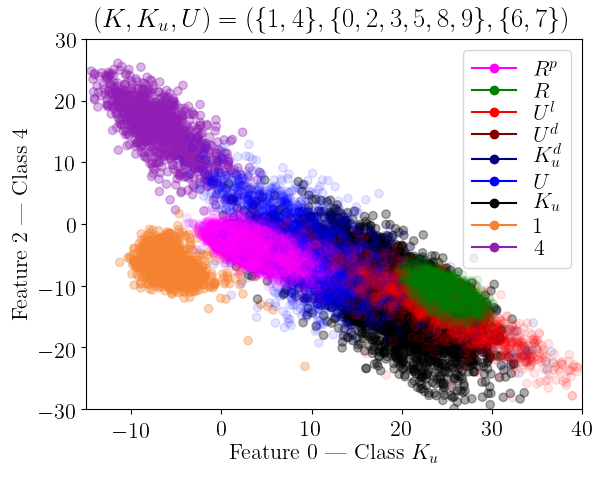 (K, K_u, U) = ({1, 4}, {0, 2, 3, 5, 8, 9}, {6, 7})
30
20
10
0
−10
−20
−30
Feature 2 — Class 4
R^p
R
U^l
U^d
K_u^d
U
K_u
1
4
−10
0
10
20
30
40
Feature 0 — Class K_u